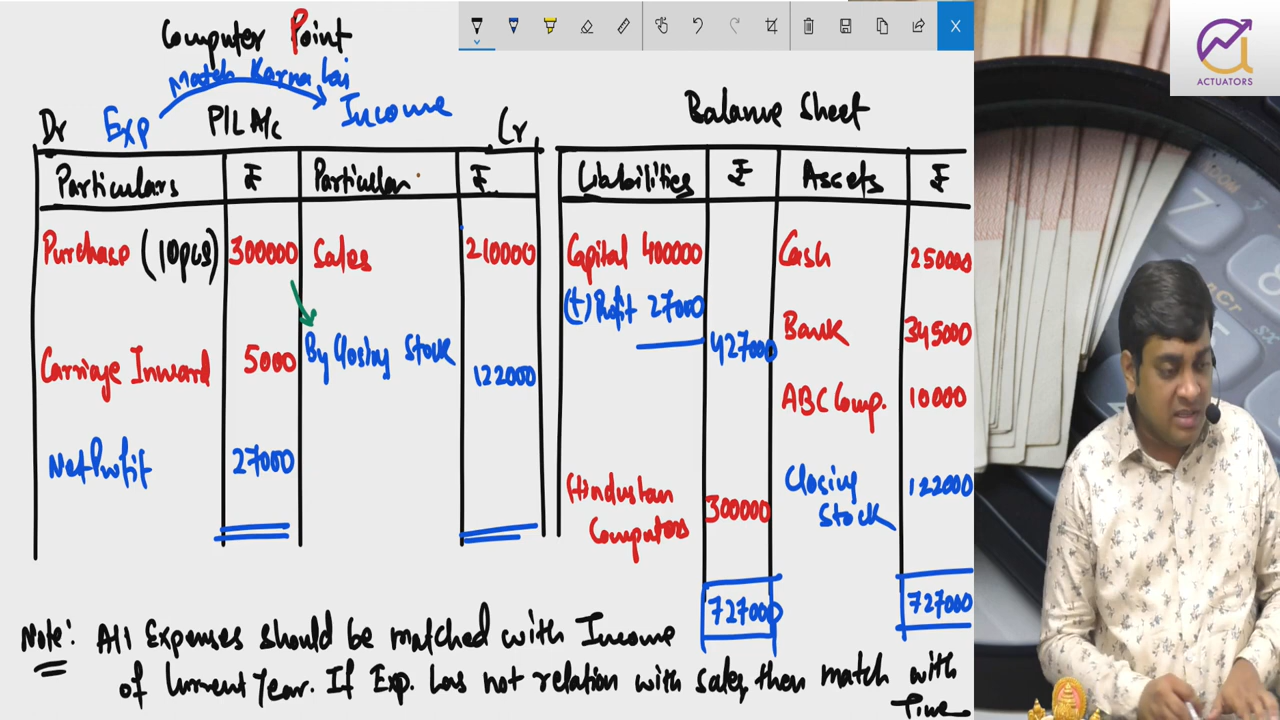 Computer Point
Match Karna hai
Exp Income
Dr P/L A/c Cr
Particulars ₹ Particular ₹
Purchase (10pcs) 300000 Sales 210000
Carriage Inward 5000 By Closing Stock 122000
Net Profit 27000
Balance Sheet
Liabilities ₹ Assets ₹
Capital 400000 Cash 250000
(+) Profit 27000
427000 Bank 345000
ABC Comp. 10000
Hindustan
Computers 300000
Closing
Stock 122000
727000 727000
Note: All Expenses should be matched with Income
of Current Year. If Exp. has not relation with sales, then match with
Time
ACTUATORS